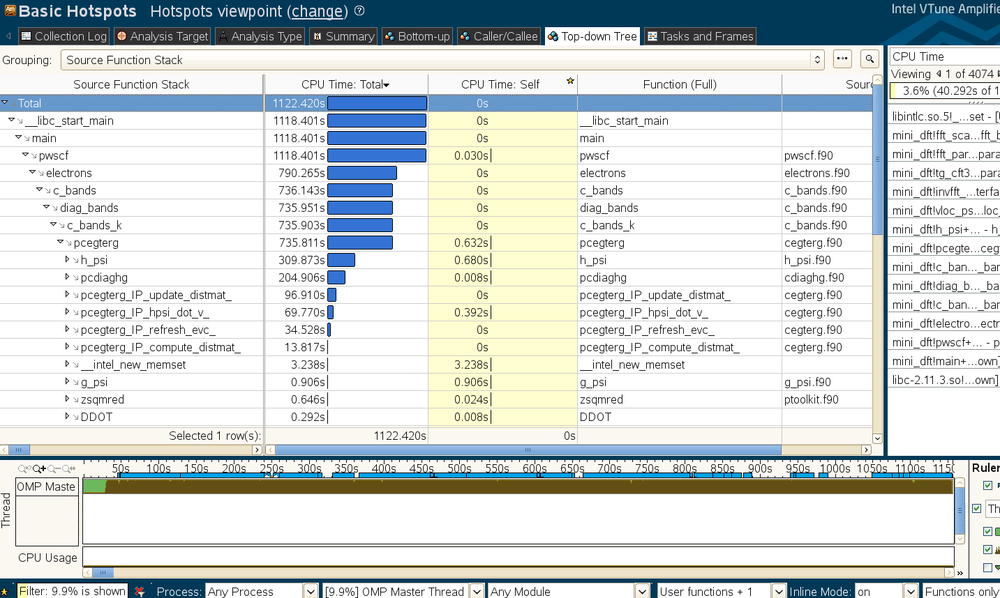 Basic Hotspots Hotspots viewpoint (change) ?
Intel VTune Amplifie
Collection Log Analysis Target Analysis Type Summary Bottom-up Caller/Callee Top-down Tree Tasks and Frames
Grouping: Source Function Stack
CPU Time
Viewing 1 of 4074
3.6% (40.292s of 1
Source Function Stack CPU Time: Total CPU Time: Self Function (Full) Sourc
Total 1122.420s 0s
__libc_start_main 1118.401s 0s __libc_start_main
main 1118.401s 0s main
pwscf 1118.401s 0.030s pwscf pwscf.f90
electrons 790.265s 0s electrons electrons.f90
c_bands 736.143s 0s c_bands c_bands.f90
diag_bands 735.951s 0s diag_bands c_bands.f90
c_bands_k 735.903s 0s c_bands_k c_bands.f90
pcegterg 735.811s 0.632s pcegterg cegterg.f90
h_psi 309.873s 0.680s h_psi h_psi.f90
pcdiaghg 204.906s 0.008s pcdiaghg cdiaghg.f90
pcegterg_IP_update_distmat_ 96.910s 0s pcegterg_IP_update_distmat_ cegterg.f90
pcegterg_IP_hpsi_dot_v_ 69.770s 0.392s pcegterg_IP_hpsi_dot_v_ cegterg.f90
pcegterg_IP_refresh_evc_ 34.528s 0s pcegterg_IP_refresh_evc_ cegterg.f90
pcegterg_IP_compute_distmat_ 13.817s 0s pcegterg_IP_compute_distmat_ cegterg.f90
__intel_new_memset 3.238s 3.238s __intel_new_memset
g_psi 0.906s 0.906s g_psi g_psi.f90
zsqmred 0.646s 0.024s zsqmred ptoolkit.f90
DDOT 0.292s 0.008s DDOT
Selected 1 row(s): 1122.420s 0s
libintlc.so.5!_...set - [U
mini_dft!fft_sca...fft_b
mini_dft!fft_par...para
mini_dft!tg_cft3...para
mini_dft!invfft_...terfa
mini_dft!vloc_ps...loc_
mini_dft!h_psi+... - h_
mini_dft!pcegte...cegt
mini_dft!c_ban..._ban
mini_dft!diag_b..._ba
mini_dft!c_ban..._ban
mini_dft!electro...ectr
mini_dft!pwscf+... - p
mini_dft!main+...own]
libc-2.11.3.so!...own]
50s 100s 150s 200s 250s 300s 350s 400s 450s 500s 550s 600s 650s 700s 750s 800s 850s 900s 950s 1000s 1050s 1100s 1150
Thread
OMP Maste
CPU Usage
Ruler
Th
Filter: 9.9% is shown Process: Any Process [9.9%] OMP Master Thread Any Module User functions + 1 Inline Mode: on Functions only